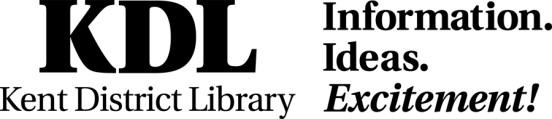 KDL
Kent District Library
Information.
Ideas.
Excitement!